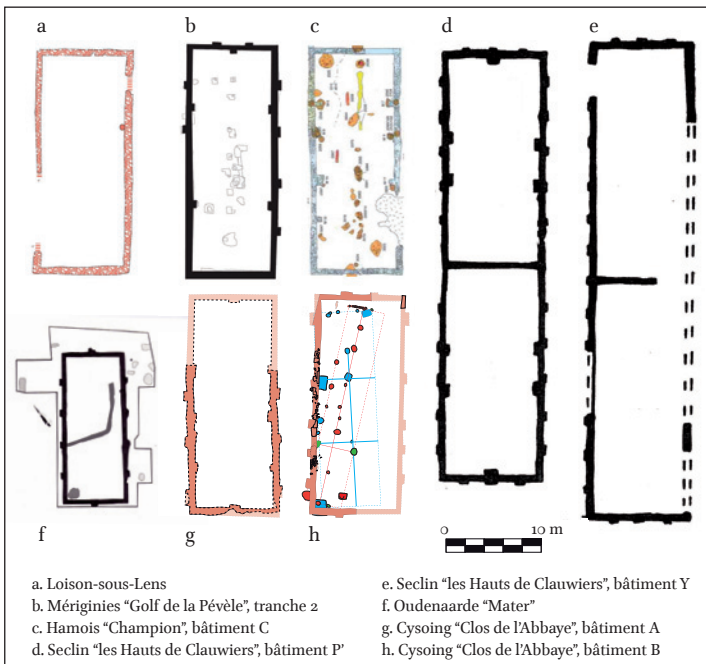 a
b
c
d
e
f
g
h
0 10 m
a. Loison-sous-Lens
b. Mériginies “Golf de la Pévèle”, tranche 2
c. Hamois “Champion”, bâtiment C
d. Seclin “les Hauts de Clauwiers”, bâtiment P’
e. Seclin “les Hauts de Clauwiers”, bâtiment Y
f. Oudenaarde “Mater”
g. Cysoing “Clos de l’Abbaye”, bâtiment A
h. Cysoing “Clos de l’Abbaye”, bâtiment B